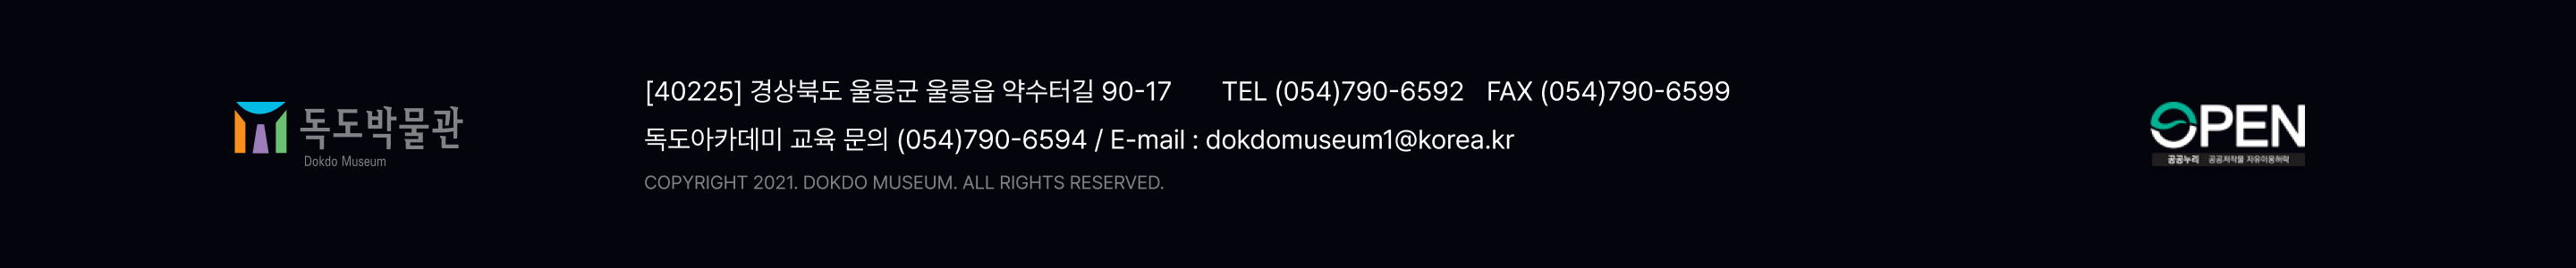 독도박물관
Dokdo Museum
[40225] 경상북도 울릉군 울릉읍 약수터길 90-17 TEL (054)790-6592 FAX (054)790-6599
독도아카데미 교육 문의 (054)790-6594 / E-mail : dokdomuseum1@korea.kr
COPYRIGHT 2021. DOKDO MUSEUM. ALL RIGHTS RESERVED.
OPEN
공공누리 공공저작물 자유이용허락